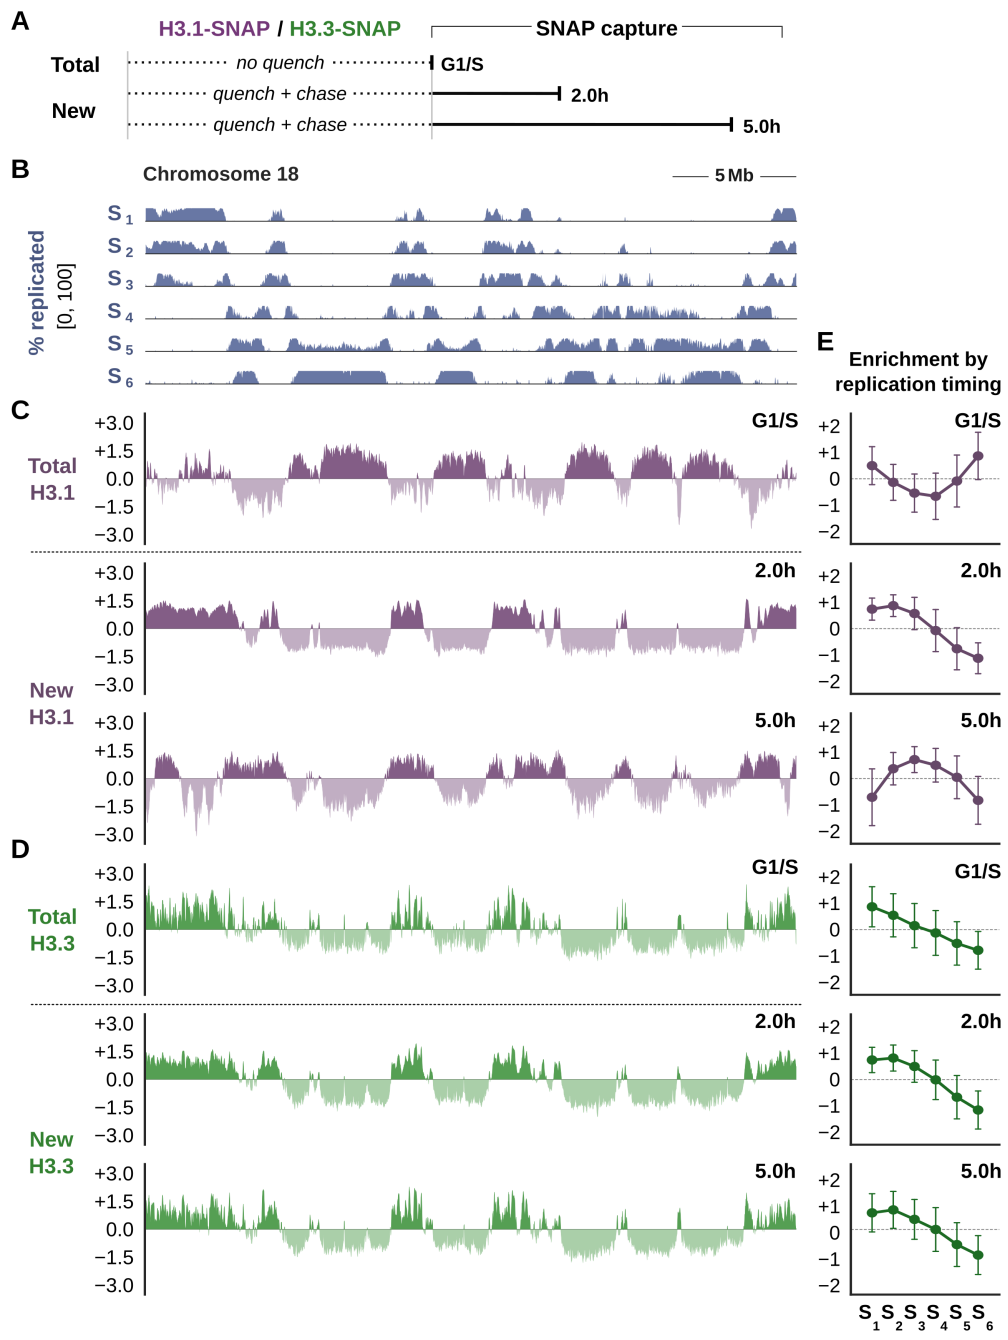 A
H3.1-SNAP / H3.3-SNAP
SNAP capture
Total
no quench
G1/S
New
quench + chase
2.0h
quench + chase
5.0h
B
Chromosome 18
5 Mb
% replicated
[0, 100]
S 1
S 2
S 3
S 4
S 5
S 6
E
Enrichment by
replication timing
C
Total
H3.1
+3.0
+1.5
0.0
−1.5
−3.0
G1/S
+2
+1
0
−1
−2
G1/S
New
H3.1
+3.0
+1.5
0.0
−1.5
−3.0
2.0h
+2
+1
0
−1
−2
2.0h
+3.0
+1.5
0.0
−1.5
−3.0
5.0h
+2
+1
0
−1
−2
5.0h
D
Total
H3.3
+3.0
+1.5
0.0
−1.5
−3.0
G1/S
+2
+1
0
−1
−2
G1/S
New
H3.3
+3.0
+1.5
0.0
−1.5
−3.0
2.0h
+2
+1
0
−1
−2
2.0h
+3.0
+1.5
0.0
−1.5
−3.0
5.0h
+2
+1
0
−1
−2
5.0h
S1 S2 S3 S4 S5 S6